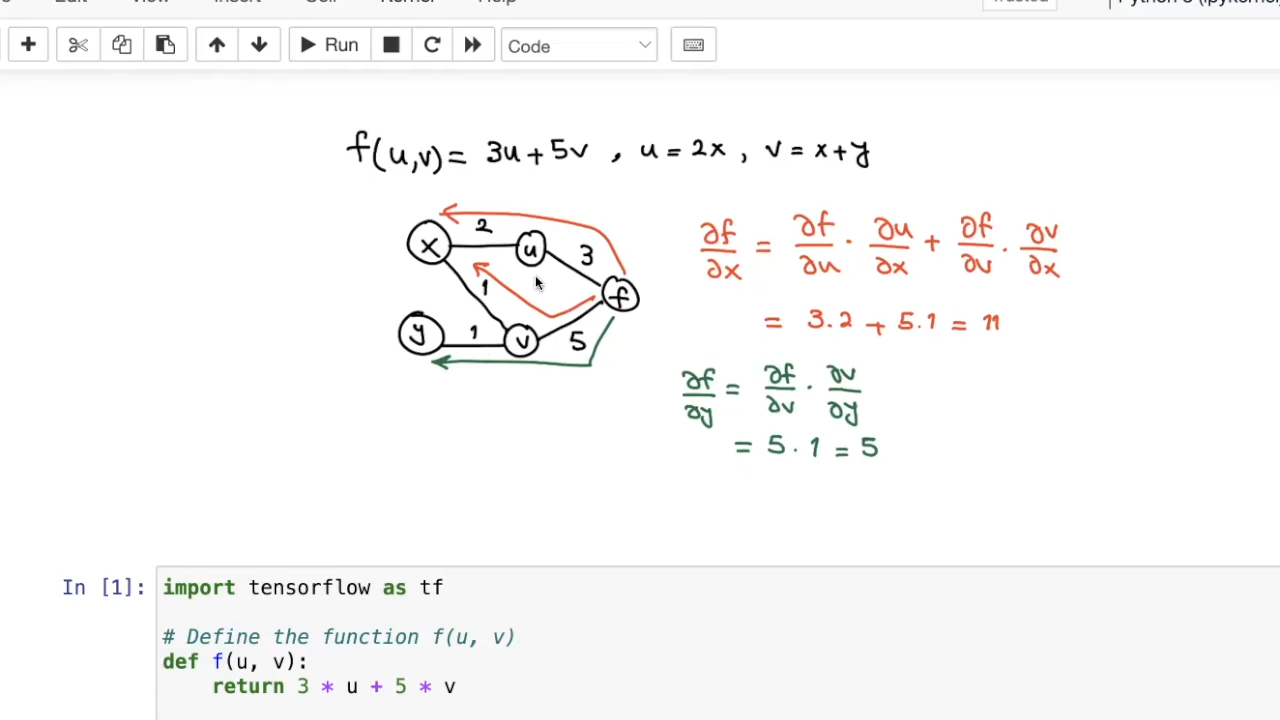 Run Code
f(u,v) = 3u + 5v , u = 2x , v = x + y
x 2 u 3 f
1
y 1 v 5
∂f/∂x = ∂f/∂u · ∂u/∂x + ∂f/∂v · ∂v/∂x
= 3.2 + 5.1 = 11
∂f/∂y = ∂f/∂v · ∂v/∂y
= 5 . 1 = 5
In [1]: import tensorflow as tf
# Define the function f(u, v)
def f(u, v):
return 3 * u + 5 * v